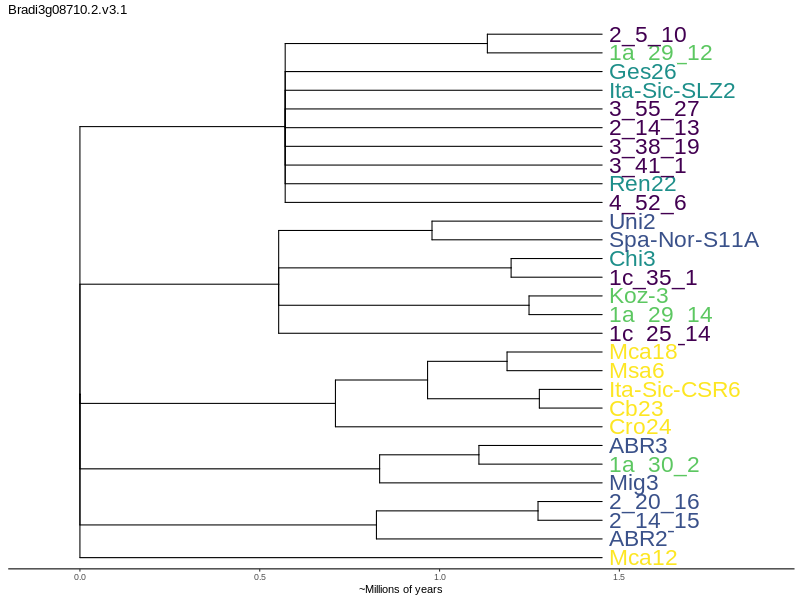 Bradi3g08710.2.v3.1
2_5_10
1a_29_12
Ges26
Ita-Sic-SLZ2
3_55_27
2_14_13
3_38_19
3_41_1
Ren22
4_52_6
Uni2
Spa-Nor-S11A
Chi3
1c_35_1
Koz-3
1a_29_14
1c_25_14
Mca18
Msa6
Ita-Sic-CSR6
Cb23
Cro24
ABR3
1a_30_2
Mig3
2_20_16
2_14_15
ABR2
Mca12
0.0 0.5 1.0 1.5
~Millions of years